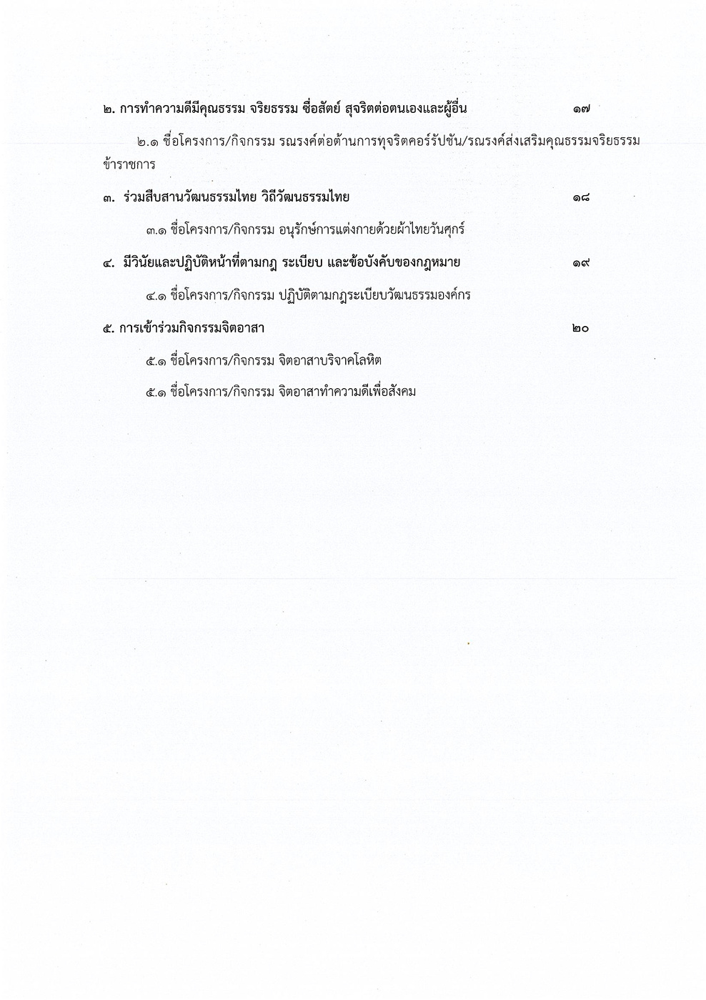 ๒. การทำความดีมีคุณธรรม จริยธรรม ซื่อสัตย์ สุจริตต่อตนเองและผู้อื่น ๑๗
๒.๑ ชื่อโครงการ/กิจกรรม รณรงค์ต่อต้านการทุจริตคอร์รัปชัน/รณรงค์ส่งเสริมคุณธรรมจริยธรรม
ข้าราชการ
๓. ร่วมสืบสานวัฒนธรรมไทย วิถีวัฒนธรรมไทย ๑๘
๓.๑ ชื่อโครงการ/กิจกรรม อนุรักษ์การแต่งกายด้วยผ้าไทยวันศุกร์
๔. มีวินัยและปฏิบัติหน้าที่ตามกฎ ระเบียบ และข้อบังคับของกฎหมาย ๑๙
๔.๑ ชื่อโครงการ/กิจกรรม ปฏิบัติตามกฎระเบียบวัฒนธรรมองค์กร
๕. การเข้าร่วมกิจกรรมจิตอาสา ๒๐
๕.๑ ชื่อโครงการ/กิจกรรม จิตอาสาบริจาคโลหิต
๕.๑ ชื่อโครงการ/กิจกรรม จิตอาสาทำความดีเพื่อสังคม